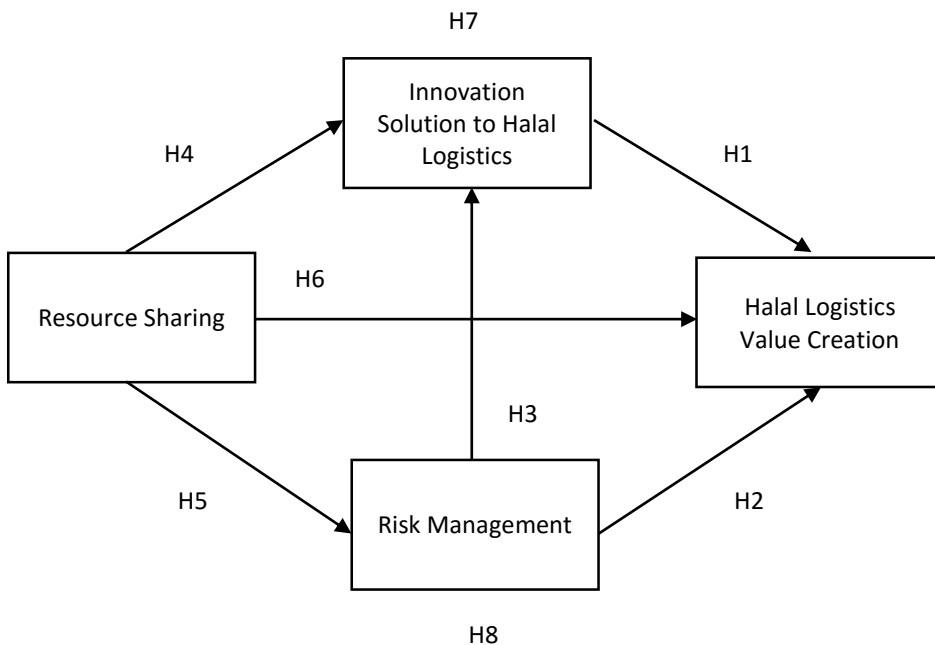 H7
Innovation
Solution to Halal
Logistics
H4
H1
H6
Resource Sharing
Halal Logistics
Value Creation
H3
H5
H2
Risk Management
H8